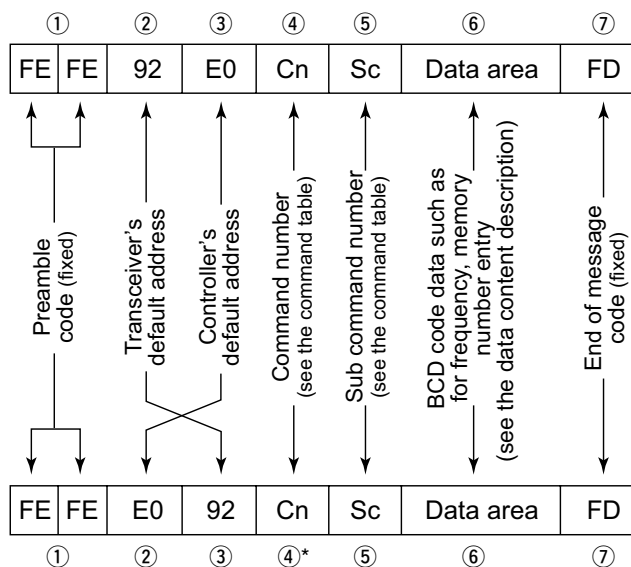 ① ② ③ ④ ⑤ ⑥ ⑦
FE FE 92 E0 Cn Sc Data area FD
Preamble
code (fixed)
Transceiver's
default address
Controller's
default address
Command number
(see the command table)
Sub command number
(see the command table)
BCD code data such as
for frequency, memory
number entry
(see the data content description)
End of message
code (fixed)
FE FE E0 92 Cn Sc Data area FD
① ② ③ ④* ⑤ ⑥ ⑦